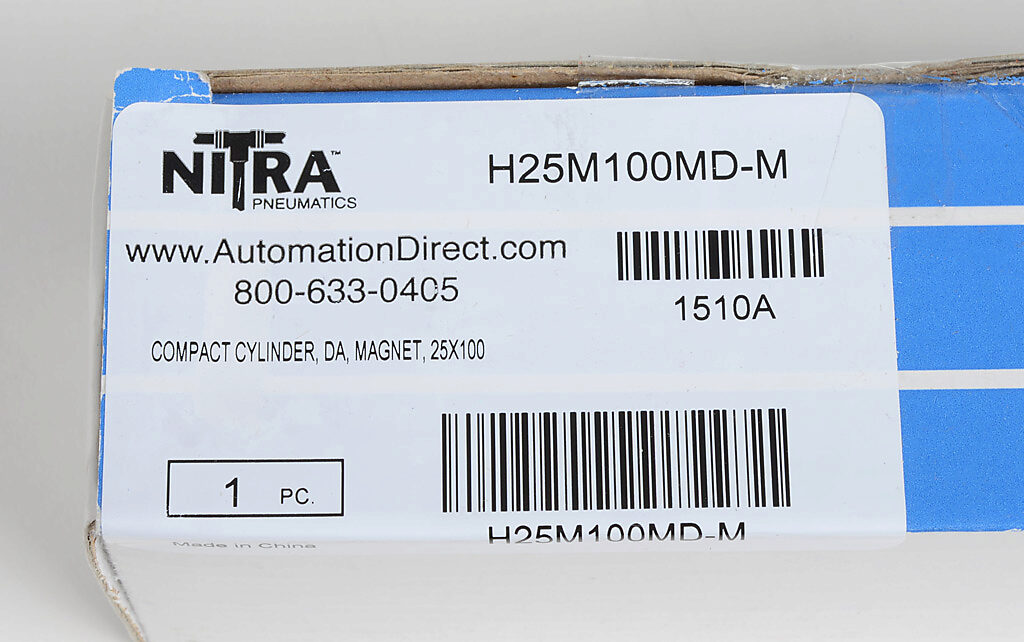 NITRA™
PNEUMATICS
H25M100MD-M
www.AutomationDirect.com
800-633-0405
1510A
COMPACT CYLINDER, DA, MAGNET, 25X100
1 PC.
H25M100MD-M
Made in China